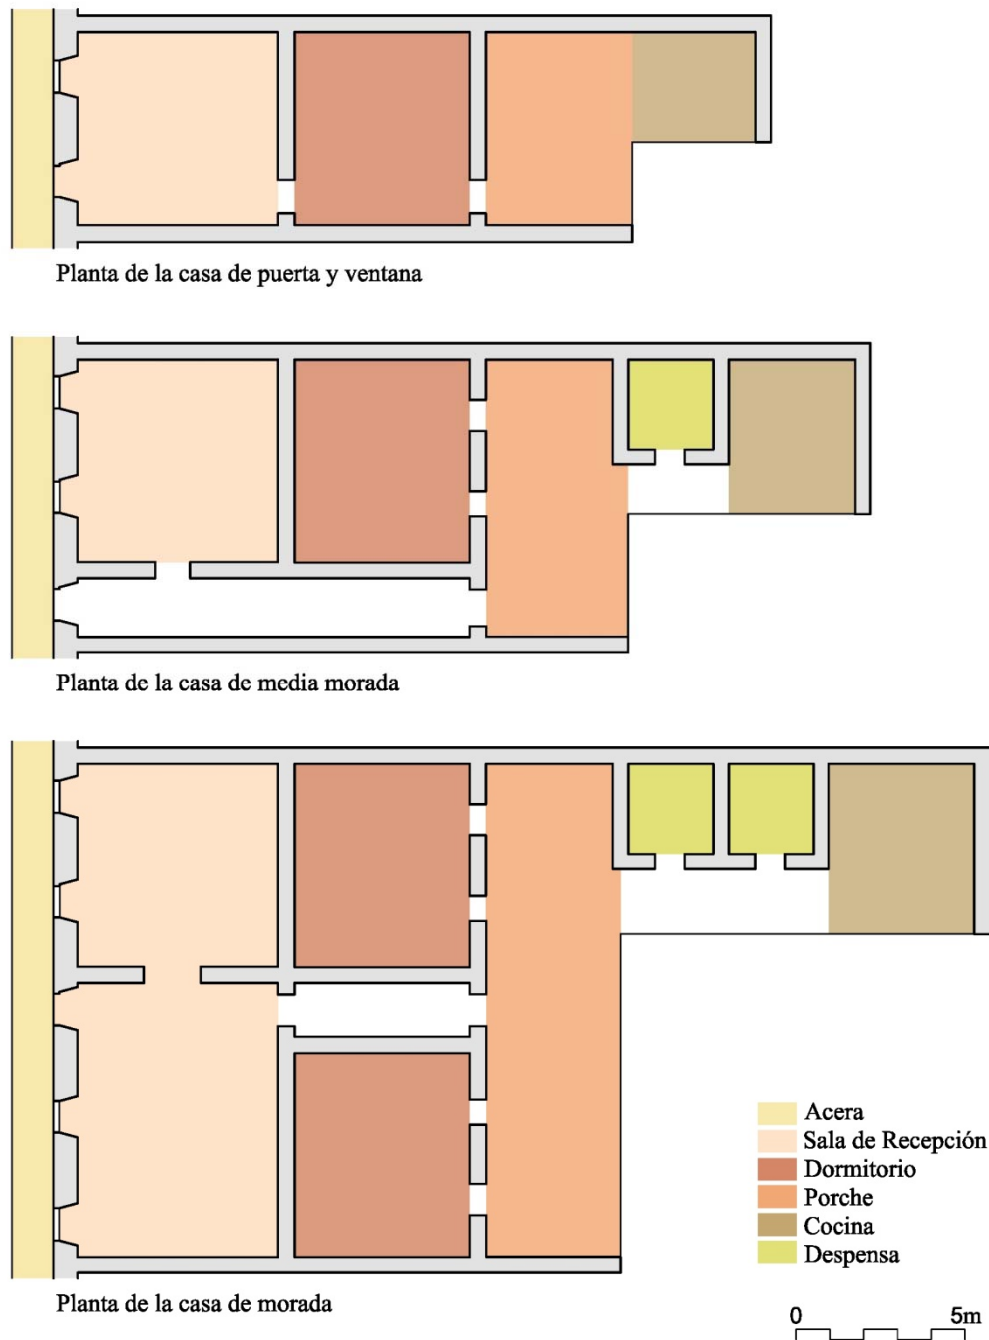 Planta de la casa de puerta y ventana
Planta de la casa de media morada
Acera
Sala de Recepción
Dormitorio
Porche
Cocina
Despensa
Planta de la casa de morada
0 5m